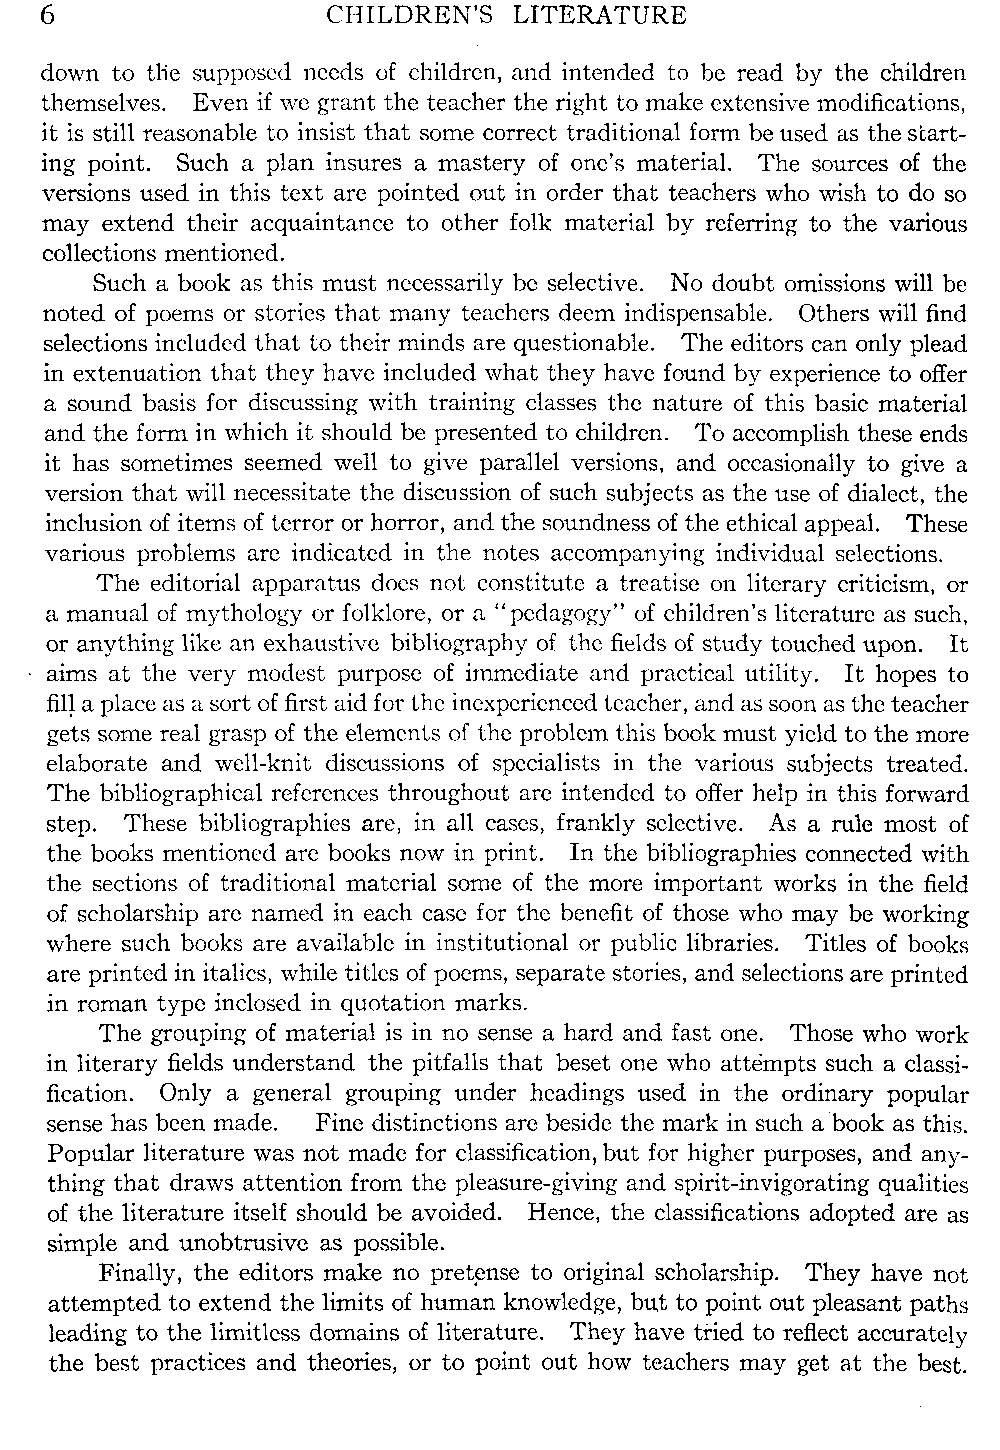 6 CHILDREN'S LITERATURE
down to the supposed needs of children, and intended to be read by the children
themselves. Even if we grant the teacher the right to make extensive modifications,
it is still reasonable to insist that some correct traditional form be used as the start-
ing point. Such a plan insures a mastery of one's material. The sources of the
versions used in this text are pointed out in order that teachers who wish to do so
may extend their acquaintance to other folk material by referring to the various
collections mentioned.
Such a book as this must necessarily be selective. No doubt omissions will be
noted of poems or stories that many teachers deem indispensable. Others will find
selections included that to their minds are questionable. The editors can only plead
in extenuation that they have included what they have found by experience to offer
a sound basis for discussing with training classes the nature of this basic material
and the form in which it should be presented to children. To accomplish these ends
it has sometimes seemed well to give parallel versions, and occasionally to give a
version that will necessitate the discussion of such subjects as the use of dialect, the
inclusion of items of terror or horror, and the soundness of the ethical appeal. These
various problems are indicated in the notes accompanying individual selections.
The editorial apparatus does not constitute a treatise on literary criticism, or
a manual of mythology or folklore, or a "pedagogy" of children's literature as such,
or anything like an exhaustive bibliography of the fields of study touched upon. It
aims at the very modest purpose of immediate and practical utility. It hopes to
fill a place as a sort of first aid for the inexperienced teacher, and as soon as the teacher
gets some real grasp of the elements of the problem this book must yield to the more
elaborate and well-knit discussions of specialists in the various subjects treated.
The bibliographical references throughout are intended to offer help in this forward
step. These bibliographies are, in all cases, frankly selective. As a rule most of
the books mentioned are books now in print. In the bibliographies connected with
the sections of traditional material some of the more important works in the field
of scholarship are named in each case for the benefit of those who may be working
where such books are available in institutional or public libraries. Titles of books
are printed in italics, while titles of poems, separate stories, and selections are printed
in roman type inclosed in quotation marks.
The grouping of material is in no sense a hard and fast one. Those who work
in literary fields understand the pitfalls that beset one who attempts such a classi-
fication. Only a general grouping under headings used in the ordinary popular
sense has been made. Fine distinctions are beside the mark in such a book as this.
Popular literature was not made for classification, but for higher purposes, and any-
thing that draws attention from the pleasure-giving and spirit-invigorating qualities
of the literature itself should be avoided. Hence, the classifications adopted are as
simple and unobtrusive as possible.
Finally, the editors make no pretense to original scholarship. They have not
attempted to extend the limits of human knowledge, but to point out pleasant paths
leading to the limitless domains of literature. They have tried to reflect accurately
the best practices and theories, or to point out how teachers may get at the best.